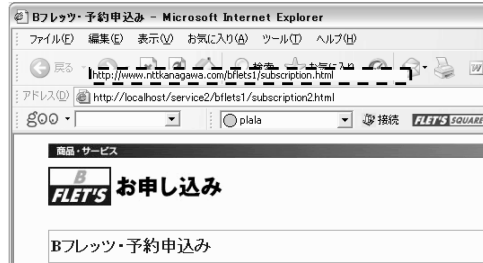 Bフレッツ・予約申込み - Microsoft Internet Explorer
ファイル(F) 編集(E) 表示(V) お気に入り(A) ツール(T) ヘルプ(H)
戻る
http://www.nttkanagawa.com/bflets1/subscription.html
アドレス(D) http://localhost/service2/bflets1/subscription2.html
goo plala 接続 FLET'S SQUARE
商品・サービス
B FLET'S お申し込み
Bフレッツ・予約申込み